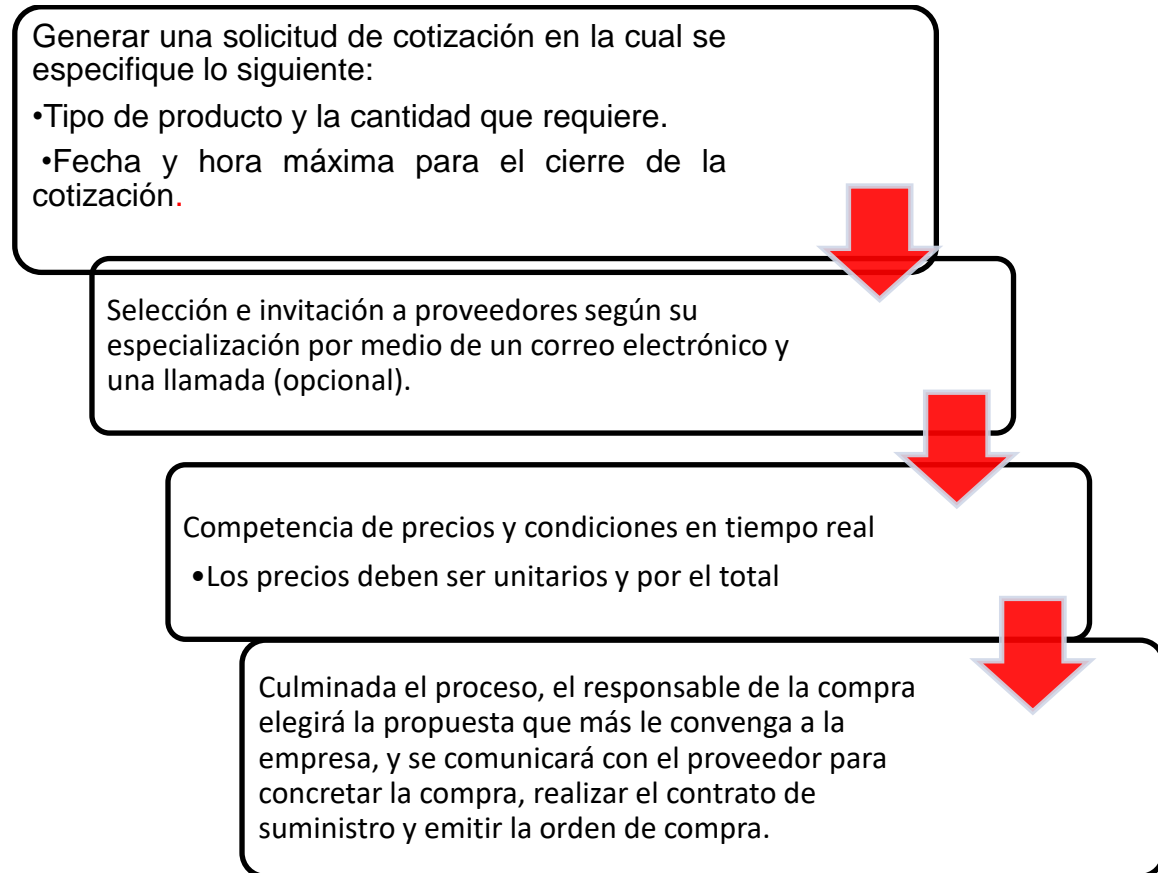 Generar una solicitud de cotización en la cual se
especifique lo siguiente:
•Tipo de producto y la cantidad que requiere.
•Fecha y hora máxima para el cierre de la
cotización.
Selección e invitación a proveedores según su
especialización por medio de un correo electrónico y
una llamada (opcional).
Competencia de precios y condiciones en tiempo real
•Los precios deben ser unitarios y por el total
Culminada el proceso, el responsable de la compra
elegirá la propuesta que más le convenga a la
empresa, y se comunicará con el proveedor para
concretar la compra, realizar el contrato de
suministro y emitir la orden de compra.